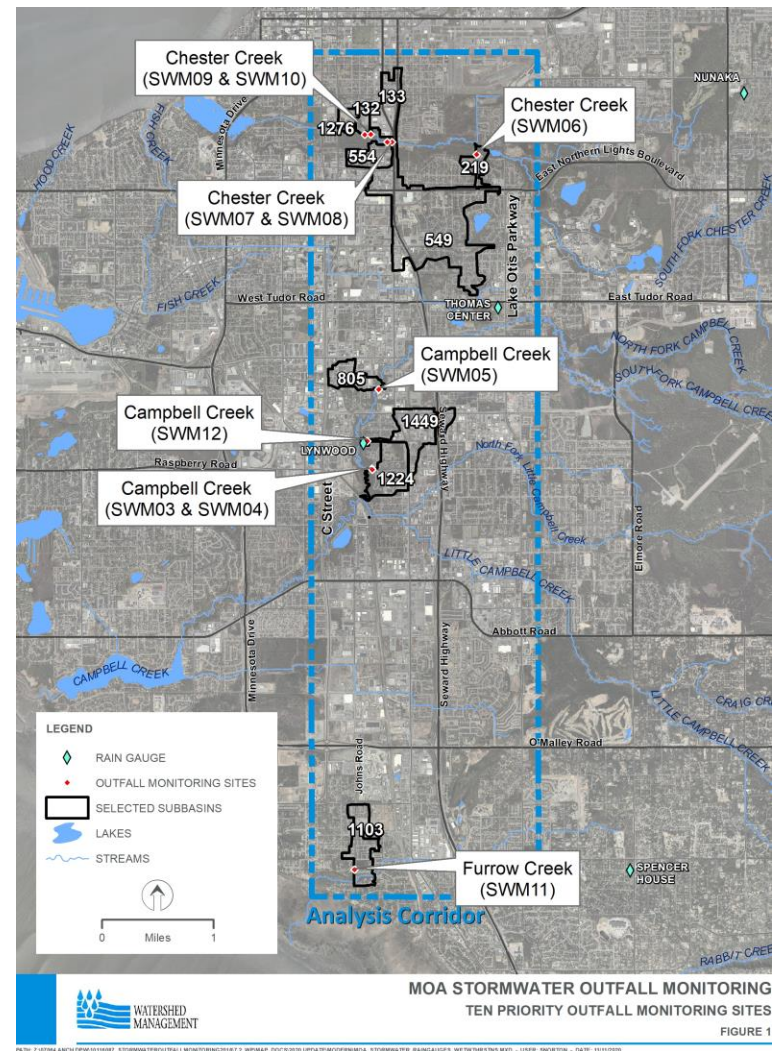 Chester Creek
(SWM09 & SWM10)
NUNAKA
133
132
1276
Chester Creek
(SWM06)
HOOD CREEK
FISH CREEK
Minnesota Drive
554
219
East Northern Lights Boulevard
Chester Creek
(SWM07 & SWM08)
549
Lake Otis Parkway
SOUTH FORK CHESTER CREEK
FISH CREEK
West Tudor Road
THOMAS
CENTER
East Tudor Road
NORTH FORK CAMPBELL CREEK
SOUTH FORK CAMPBELL CREEK
805
Campbell Creek
(SWM05)
Campbell Creek
(SWM12)
1449
Seward Highway
LYNWOOD
Raspberry Road
1224
North Fork, Little Campbell Creek
Campbell Creek
(SWM03 & SWM04)
C Street
Elmore Road
LITTLE CAMPBELL CREEK
Abbott Road
Minnesota Drive
CAMPBELL CREEK
Seward Highway
LITTLE CAMPBELL CREEK
CRAIG CRE
O'Malley Road
Johns Road
1103
Furrow Creek
(SWM11)
SPENCER
HOUSE
Analysis Corridor
RABBIT CREEK
LEGEND
RAIN GAUGE
OUTFALL MONITORING SITES
SELECTED SUBBASINS
LAKES
STREAMS
0 1
Miles
WATERSHED
MANAGEMENT
MOA STORMWATER OUTFALL MONITORING
TEN PRIORITY OUTFALL MONITORING SITES
FIGURE 1